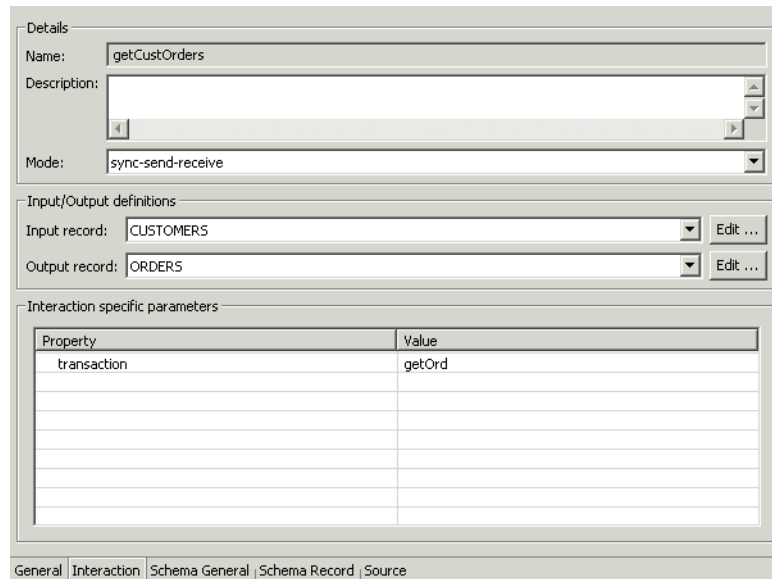 Details
Name: getCustOrders
Description:
Mode: sync-send-receive
Input/Output definitions
Input record: CUSTOMERS Edit ...
Output record: ORDERS Edit ...
Interaction specific parameters
Property Value
transaction getOrd
General Interaction Schema General Schema Record Source